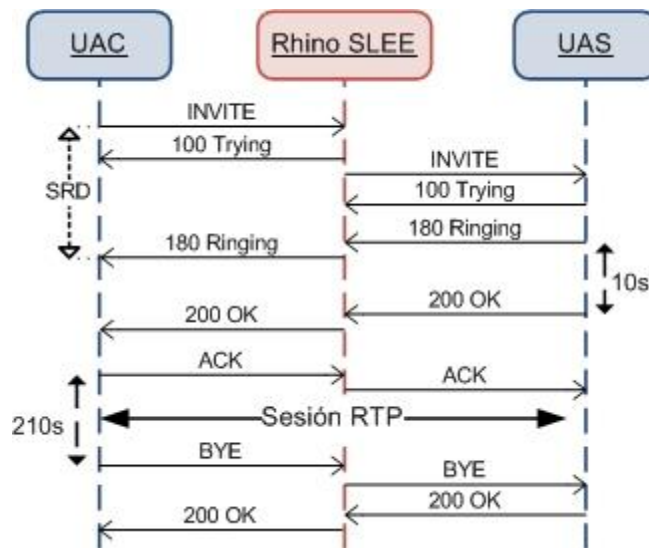 UAC
Rhino SLEE
UAS
INVITE
100 Trying
INVITE
100 Trying
SRD
180 Ringing
180 Ringing
10s
200 OK
200 OK
ACK
ACK
Sesión RTP
210s
BYE
BYE
200 OK
200 OK